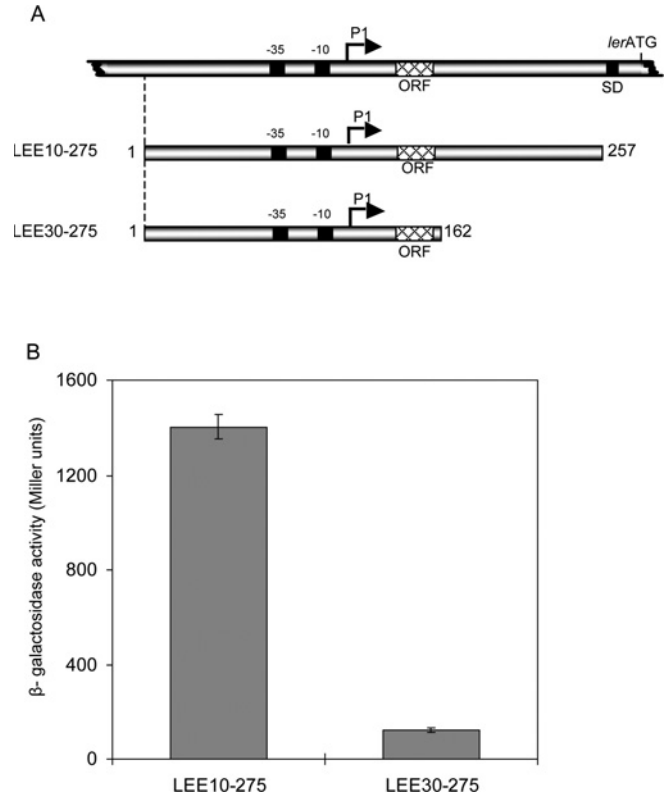 A
P1
-35
-10
lerATG
ORF
SD
P1
-35
-10
LEE10-275
1
257
ORF
P1
-35
-10
LEE30-275
1
162
ORF
B
β- galactosidase activity (Miller units)
1600
1200
800
400
0
LEE10-275
LEE30-275